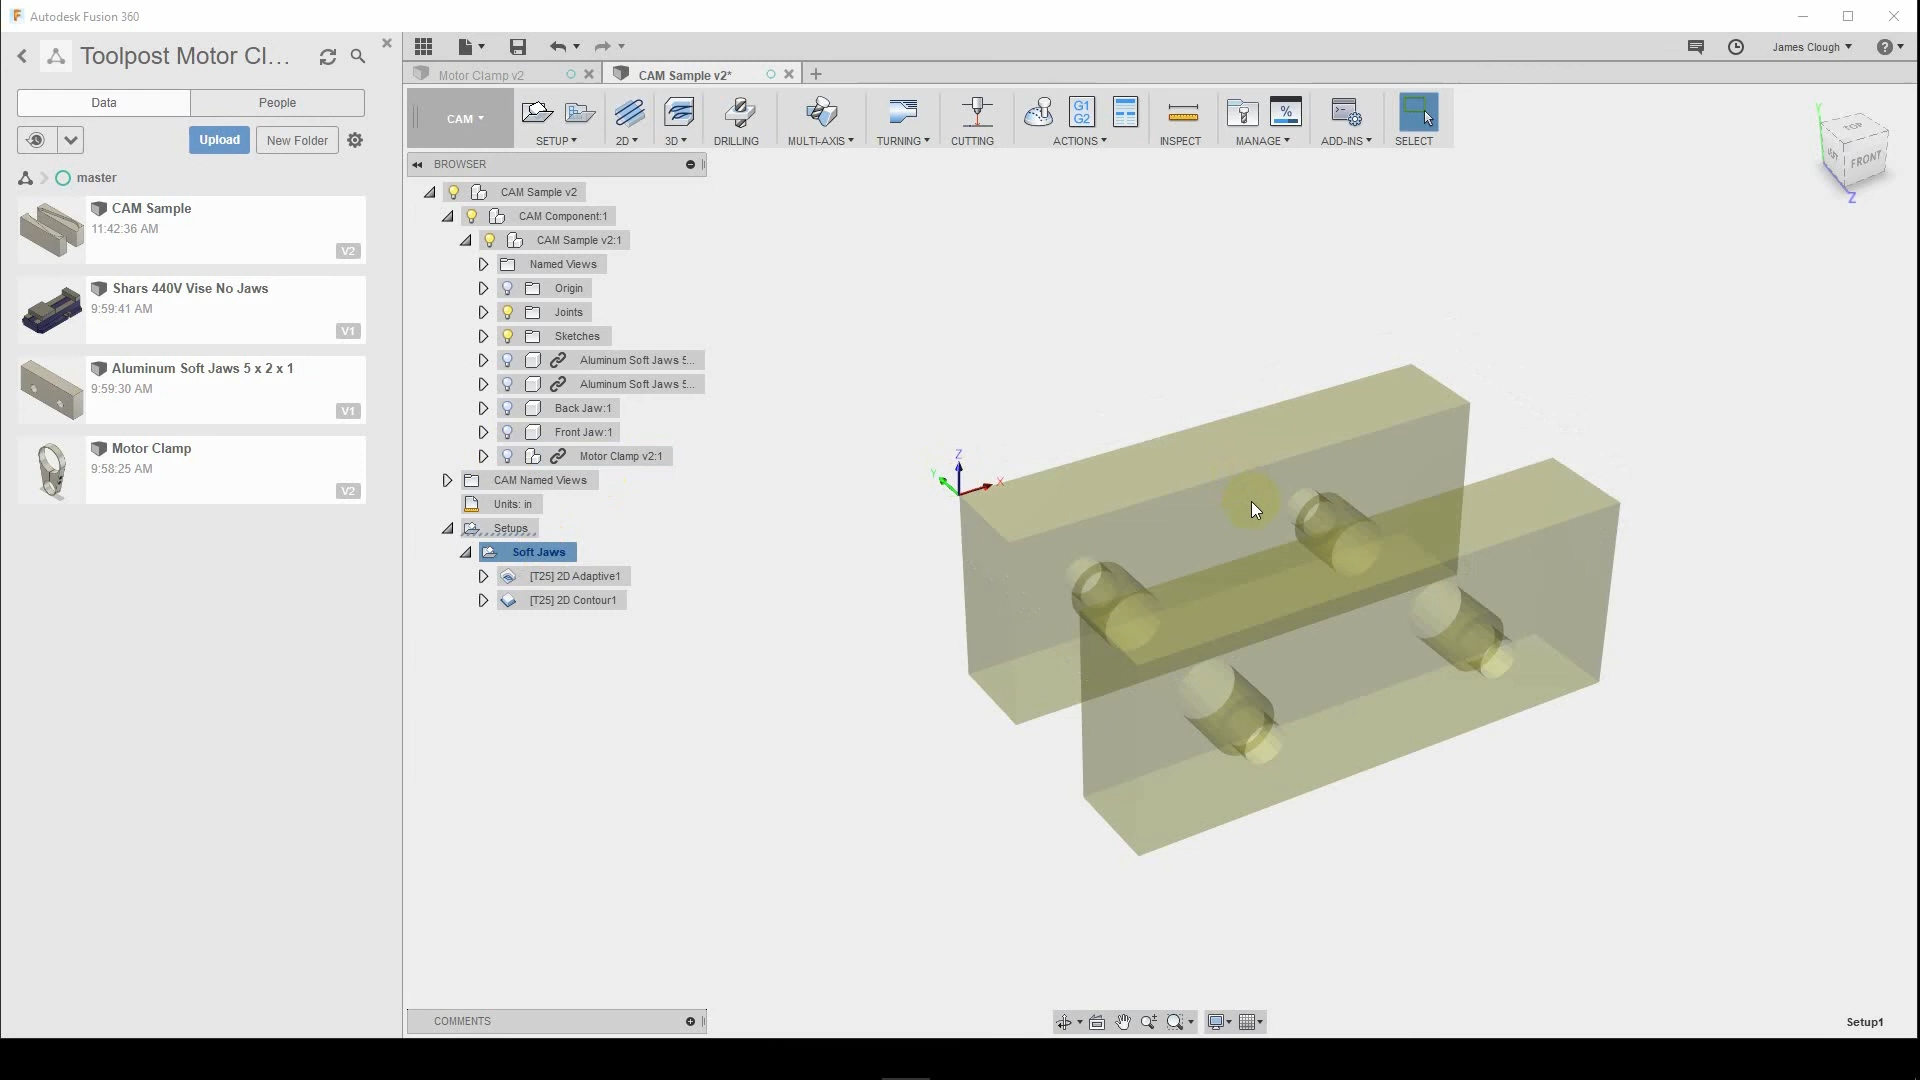 Autodesk Fusion 360
Toolpost Motor Cl...
Data
People
Upload
New Folder
master
CAM Sample
11:42:36 AM
V2
Shars 440V Vise No Jaws
9:59:41 AM
V1
Aluminum Soft Jaws 5 x 2 x 1
9:59:30 AM
V1
Motor Clamp
9:58:25 AM
V2
James Clough
Motor Clamp v2
CAM Sample v2*
CAM
G1
G2
%
SETUP
2D
3D
DRILLING
MULTI-AXIS
TURNING
CUTTING
ACTIONS
INSPECT
MANAGE
ADD-INS
SELECT
BROWSER
CAM Sample v2
CAM Component:1
CAM Sample v2:1
Named Views
Origin
Joints
Sketches
Aluminum Soft Jaws 5...
Aluminum Soft Jaws 5...
Back Jaw:1
Front Jaw:1
Motor Clamp v2:1
CAM Named Views
Units: in
Setups
Soft Jaws
[T25] 2D Adaptive1
[T25] 2D Contour1
Y
TOP
LEFT
FRONT
Z
Z
Y
X
COMMENTS
Setup1